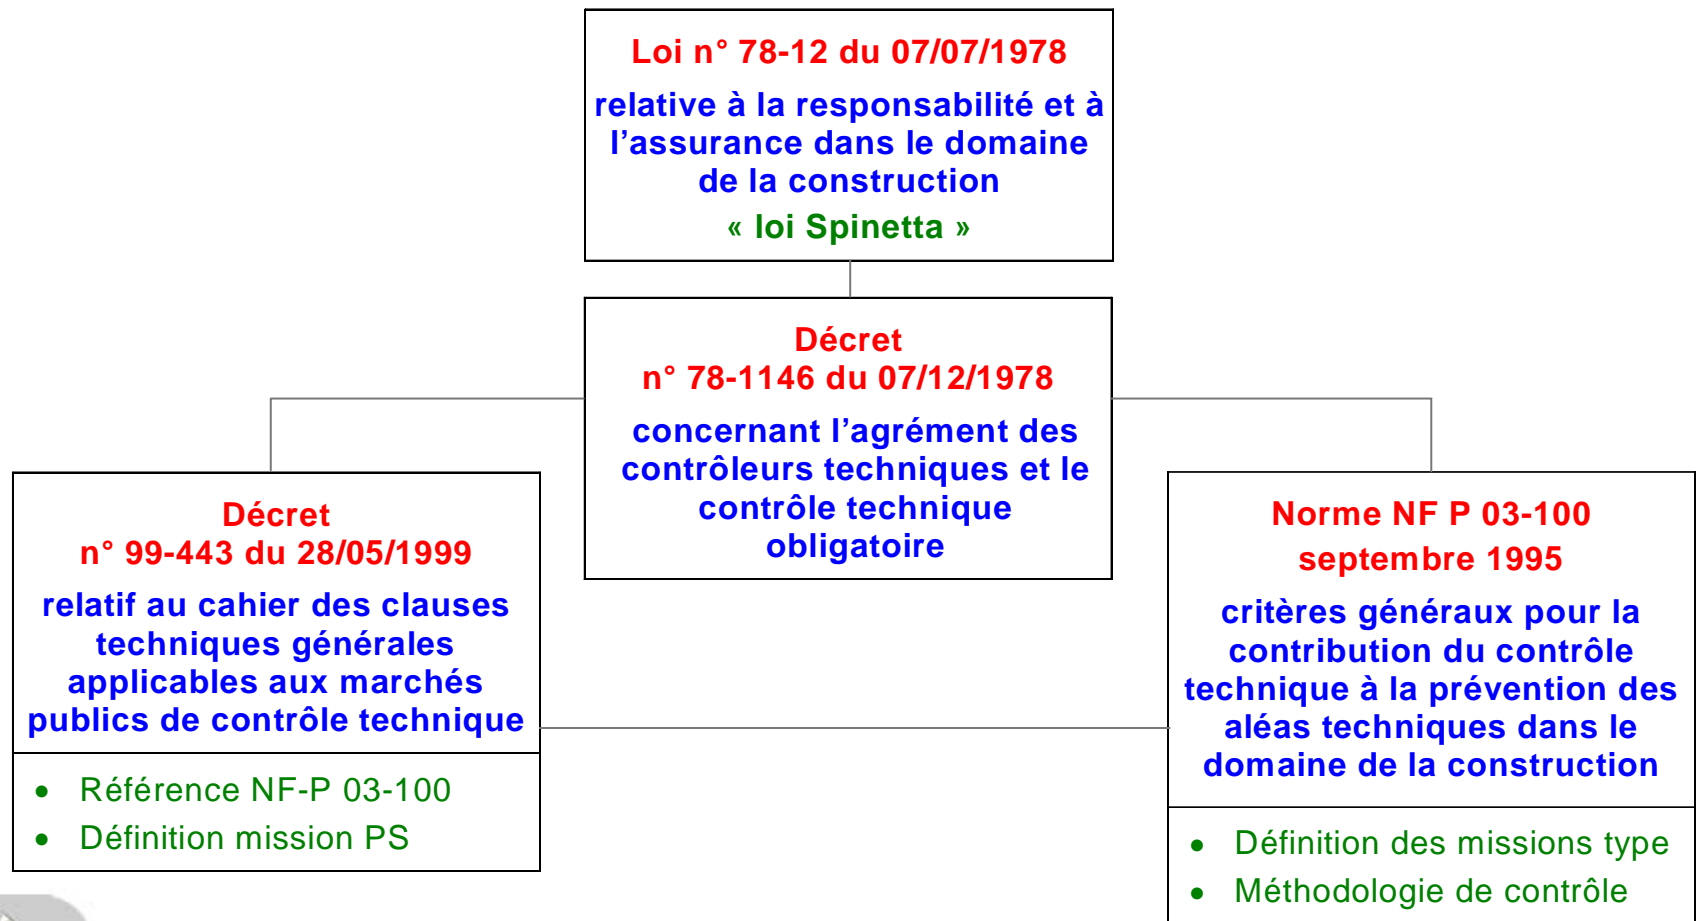 Loi n° 78-12 du 07/07/1978
relative à la responsabilité et à
l’assurance dans le domaine
de la construction
« loi Spinetta »
Décret
n° 78-1146 du 07/12/1978
concernant l’agrément des
contrôleurs techniques et le
contrôle technique
obligatoire
Décret
n° 99-443 du 28/05/1999
relatif au cahier des clauses
techniques générales
applicables aux marchés
publics de contrôle technique
• Référence NF-P 03-100
• Définition mission PS
Norme NF P 03-100
septembre 1995
critères généraux pour la
contribution du contrôle
technique à la prévention des
aléas techniques dans le
domaine de la construction
• Définition des missions type
• Méthodologie de contrôle